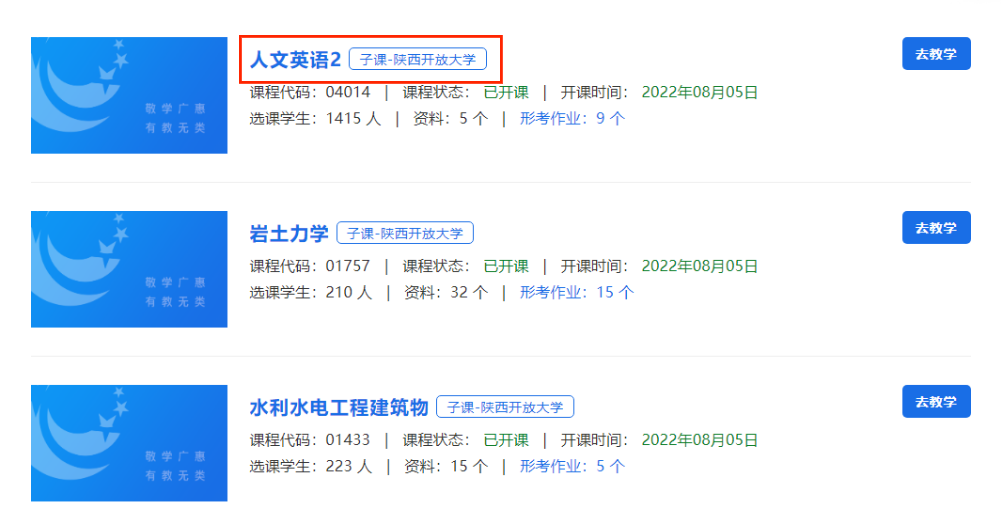 人文英语2 子课-陕西开放大学 去教学
课程代码：04014 | 课程状态： 已开课 | 开课时间： 2022年08月05日
选课学生：1415 人 | 资料：5 个 | 形考作业：9 个
敬学广惠
有教无类
岩土力学 子课-陕西开放大学 去教学
课程代码：01757 | 课程状态： 已开课 | 开课时间： 2022年08月05日
选课学生：210 人 | 资料：32 个 | 形考作业：15 个
敬学广惠
有教无类
水利水电工程建筑物 子课-陕西开放大学 去教学
课程代码：01433 | 课程状态： 已开课 | 开课时间： 2022年08月05日
选课学生：223 人 | 资料：15 个 | 形考作业：5 个
敬学广惠
有教无类